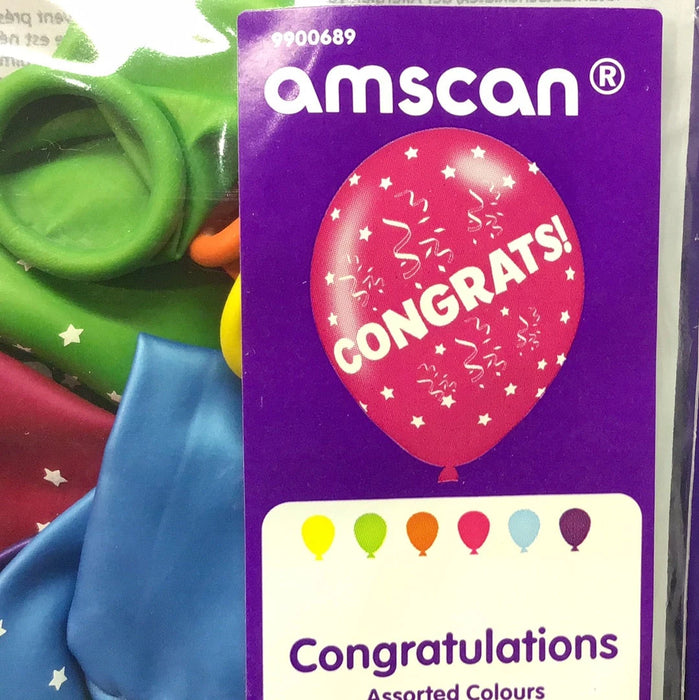 9900689
amscan®
CONGRATS!
Congratulations
Assorted Colours